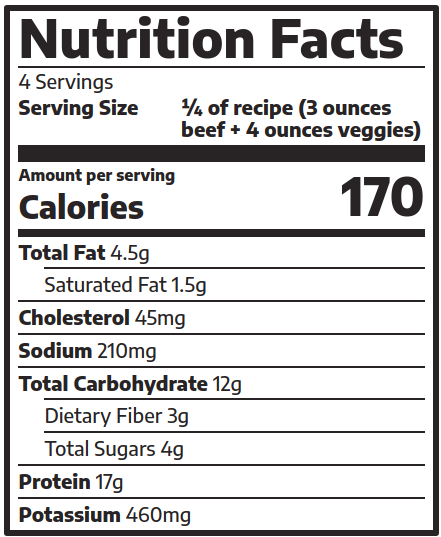 Nutrition Facts
4 Servings
Serving Size ¼ of recipe (3 ounces
beef + 4 ounces veggies)
Amount per serving
Calories 170
Total Fat 4.5g
Saturated Fat 1.5g
Cholesterol 45mg
Sodium 210mg
Total Carbohydrate 12g
Dietary Fiber 3g
Total Sugars 4g
Protein 17g
Potassium 460mg